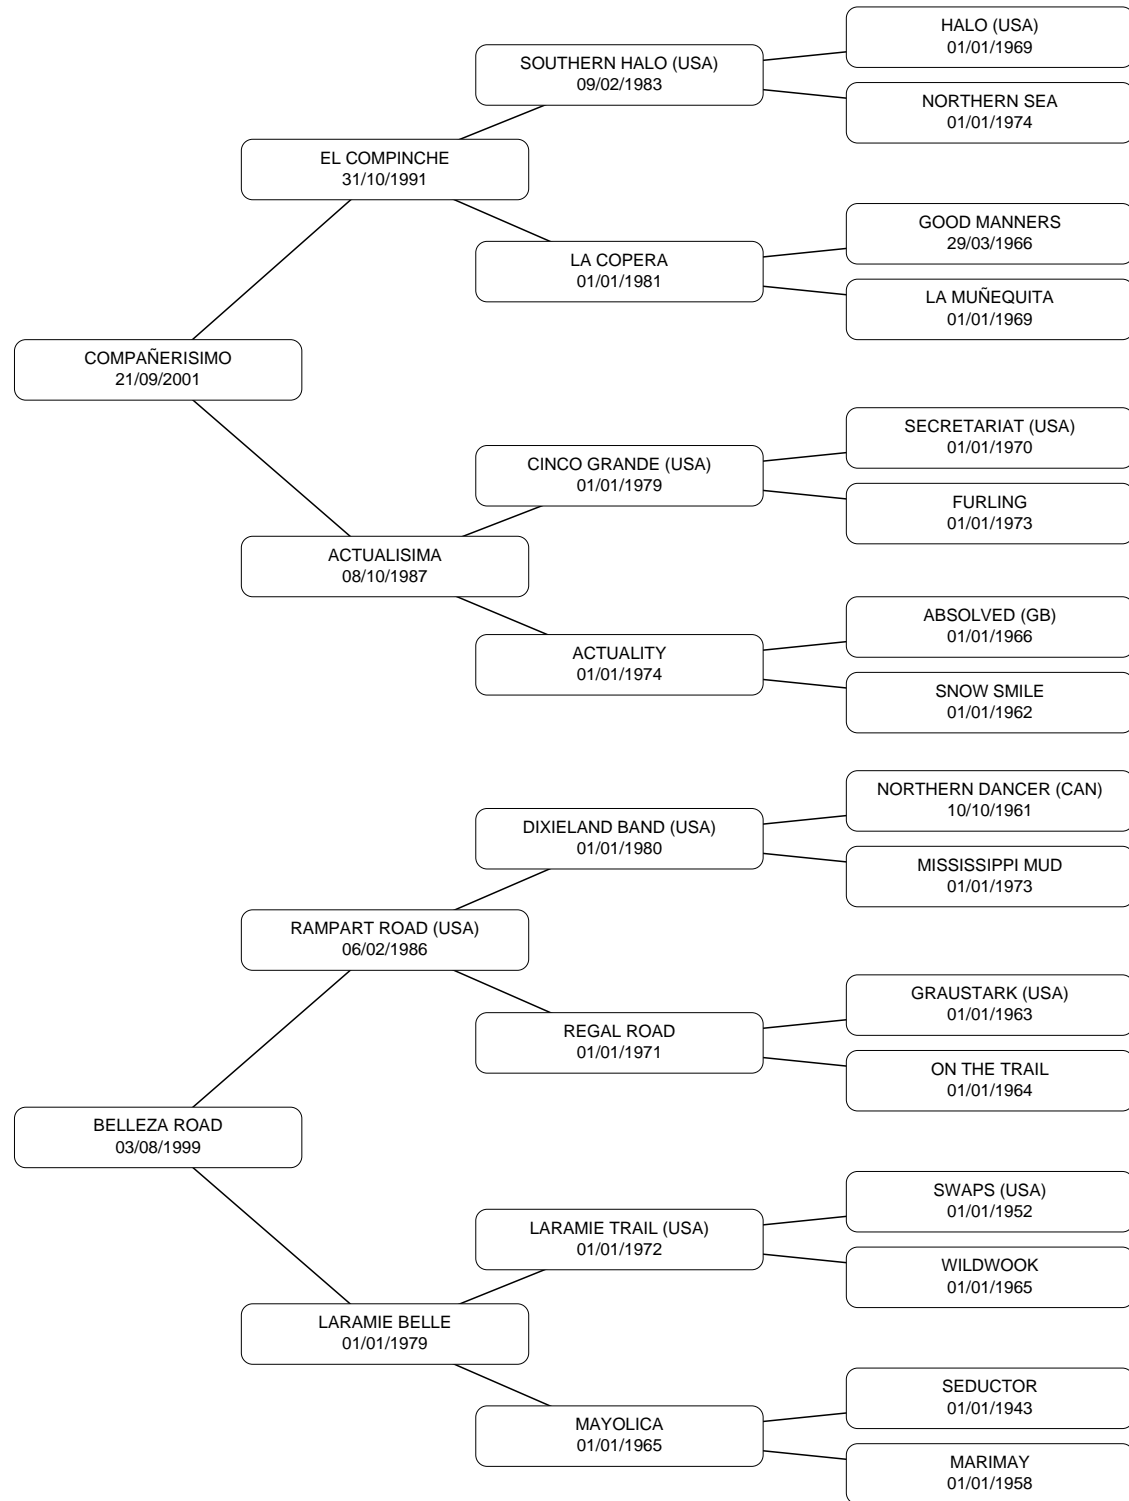 HALO (USA)
01/01/1969
SOUTHERN HALO (USA)
09/02/1983
NORTHERN SEA
01/01/1974
EL COMPINCHE
31/10/1991
GOOD MANNERS
29/03/1966
LA COPERA
01/01/1981
LA MUÑEQUITA
01/01/1969
COMPAÑERISIMO
21/09/2001
SECRETARIAT (USA)
01/01/1970
CINCO GRANDE (USA)
01/01/1979
FURLING
01/01/1973
ACTUALISIMA
08/10/1987
ABSOLVED (GB)
01/01/1966
ACTUALITY
01/01/1974
SNOW SMILE
01/01/1962
NORTHERN DANCER (CAN)
10/10/1961
DIXIELAND BAND (USA)
01/01/1980
MISSISSIPPI MUD
01/01/1973
RAMPART ROAD (USA)
06/02/1986
GRAUSTARK (USA)
01/01/1963
REGAL ROAD
01/01/1971
ON THE TRAIL
01/01/1964
BELLEZA ROAD
03/08/1999
SWAPS (USA)
01/01/1952
LARAMIE TRAIL (USA)
01/01/1972
WILDWOOK
01/01/1965
LARAMIE BELLE
01/01/1979
SEDUCTOR
01/01/1943
MAYOLICA
01/01/1965
MARIMAY
01/01/1958